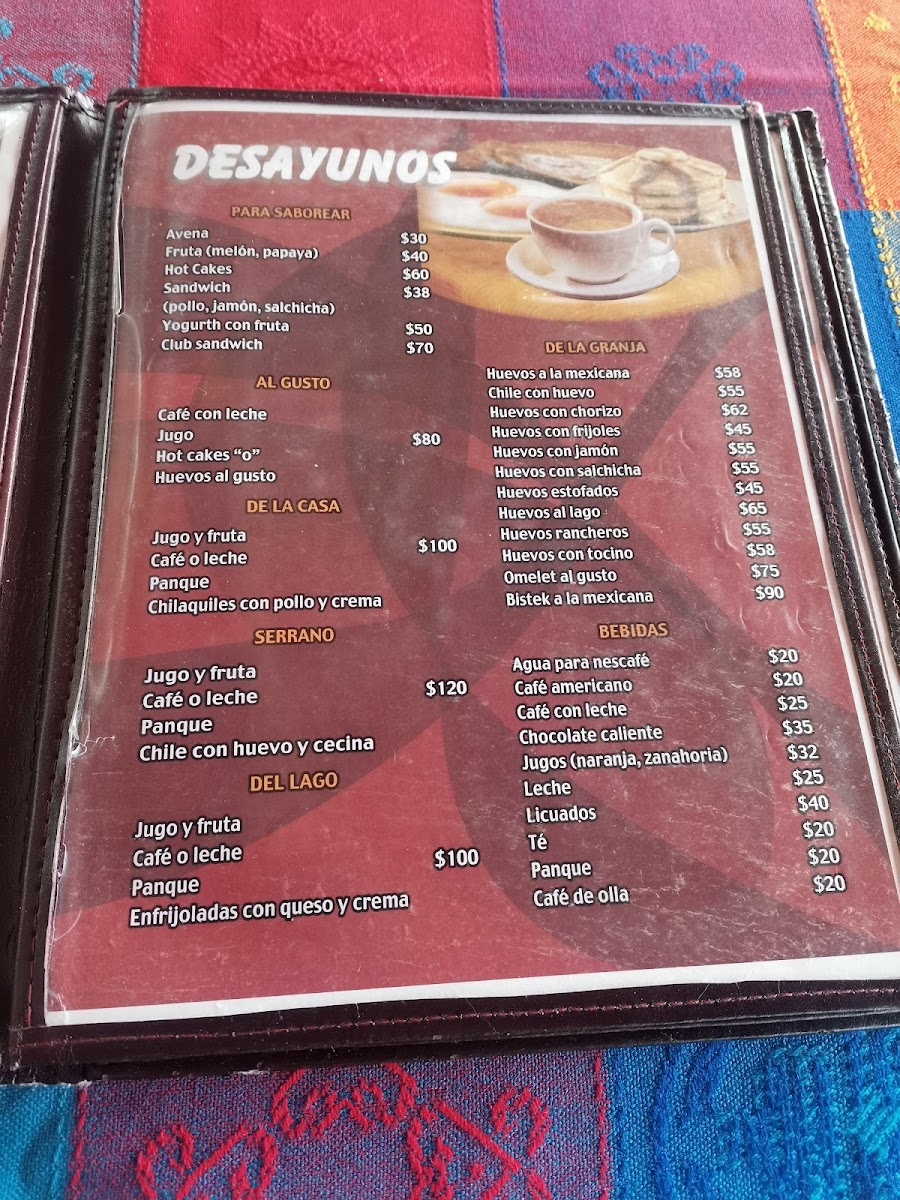 DESAYUNOS
PARA SABOREAR
Avena $30
Fruta (melón, papaya) $40
Hot Cakes $60
Sandwich $38
(pollo, jamón, salchicha)
Yogurth con fruta $50
Club sandwich $70
AL GUSTO
Café con leche
Jugo $80
Hot cakes “o”
Huevos al gusto
DE LA CASA
Jugo y fruta
Café o leche $100
Panque
Chilaquiles con pollo y crema
SERRANO
Jugo y fruta
Café o leche $120
Panque
Chile con huevo y cecina
DEL LAGO
Jugo y fruta
Café o leche $100
Panque
Enfrijoladas con queso y crema
DE LA GRANJA
Huevos a la mexicana $58
Chile con huevo $55
Huevos con chorizo $62
Huevos con frijoles $45
Huevos con jamón $55
Huevos con salchicha $55
Huevos estofados $45
Huevos al lago $65
Huevos rancheros $55
Huevos con tocino $58
Omelet al gusto $75
Bistek a la mexicana $90
BEBIDAS
Agua para nescafé $20
Café americano $20
Café con leche $25
Chocolate caliente $35
Jugos (naranja, zanahoria) $32
Leche $25
Licuados $40
Té $20
Panque $20
Café de olla $20